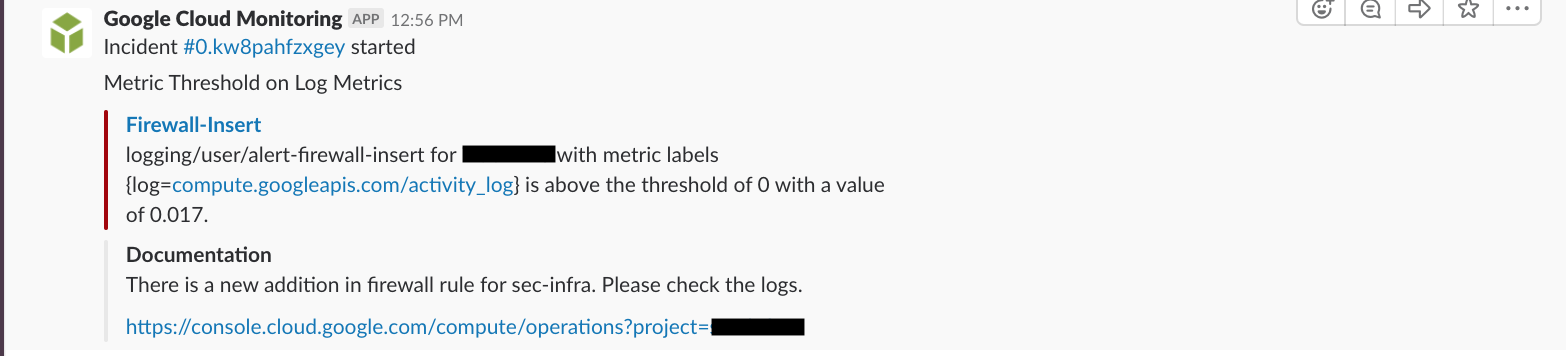 Google Cloud Monitoring APP 12:56 PM
Incident #0.kw8pahfzxgey started
Metric Threshold on Log Metrics
Firewall-Insert
logging/user/alert-firewall-insert for with metric labels
{log=compute.googleapis.com/activity_log} is above the threshold of 0 with a value
of 0.017.
Documentation
There is a new addition in firewall rule for sec-infra. Please check the logs.
https://console.cloud.google.com/compute/operations?project=